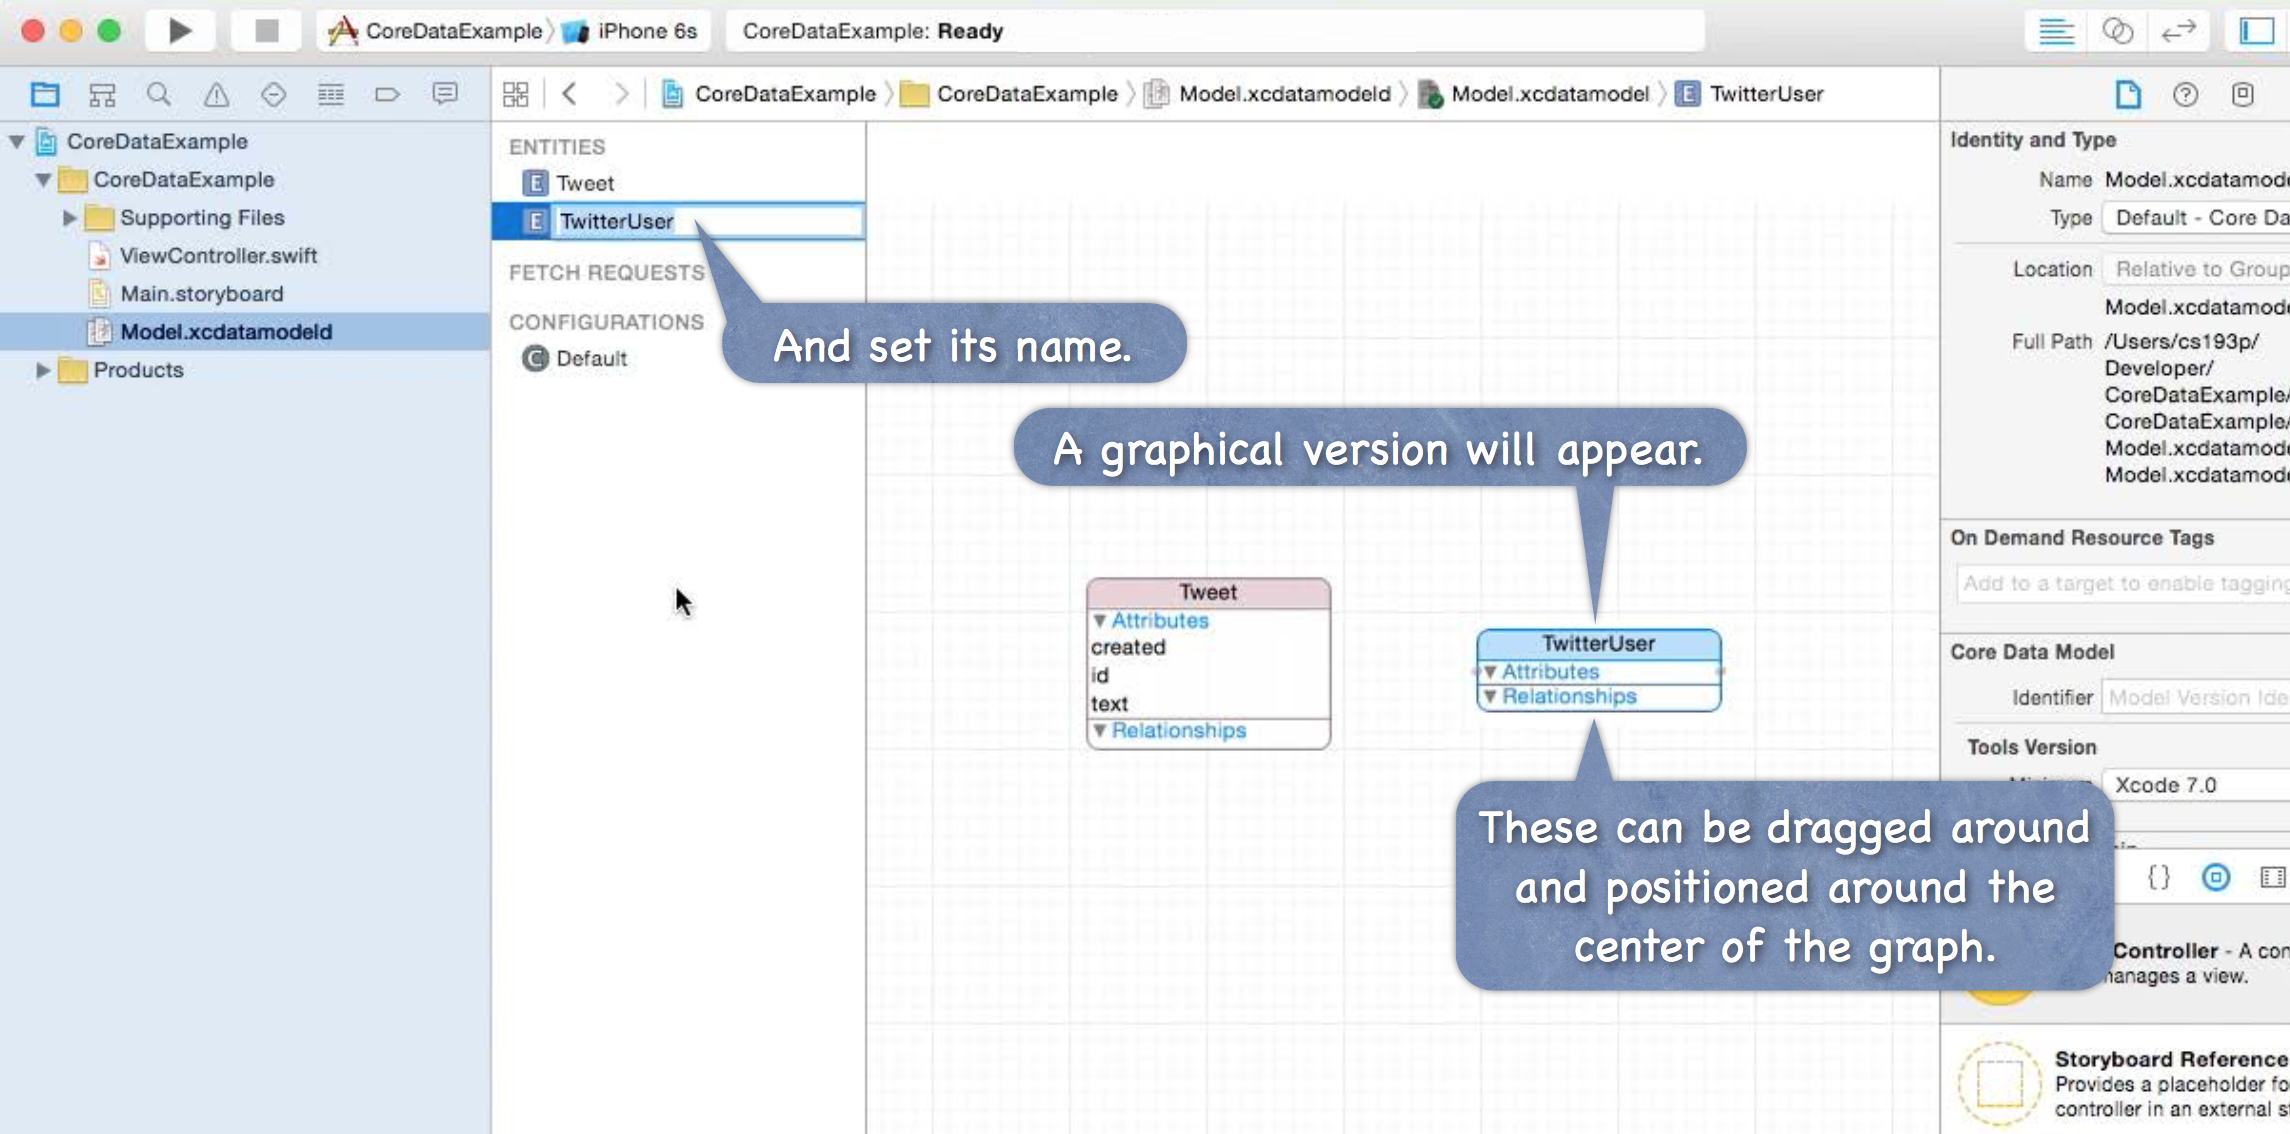 CoreDataExample
iPhone 6s
CoreDataExample: Ready
CoreDataExample
CoreDataExample
Model.xcdatamodeld
Model.xcdatamodel
TwitterUser
CoreDataExample
CoreDataExample
Supporting Files
ViewController.swift
Main.storyboard
Model.xcdatamodeld
Products
ENTITIES
E Tweet
E TwitterUser
FETCH REQUESTS
CONFIGURATIONS
C Default
And set its name.
A graphical version will appear.
Tweet
Attributes
created
id
text
Relationships
TwitterUser
Attributes
Relationships
These can be dragged around
and positioned around the
center of the graph.
Identity and Type
Name Model.xcdatamode
Type Default - Core Da
Location Relative to Group
Model.xcdatamode
Full Path /Users/cs193p/
Developer/
CoreDataExample/
CoreDataExample/
Model.xcdatamode
Model.xcdatamode
On Demand Resource Tags
Add to a target to enable tagging
Core Data Model
Identifier Model Version Ide
Tools Version
Xcode 7.0
{}
Controller - A con
manages a view.
Storyboard Reference
Provides a placeholder fo
controller in an external st